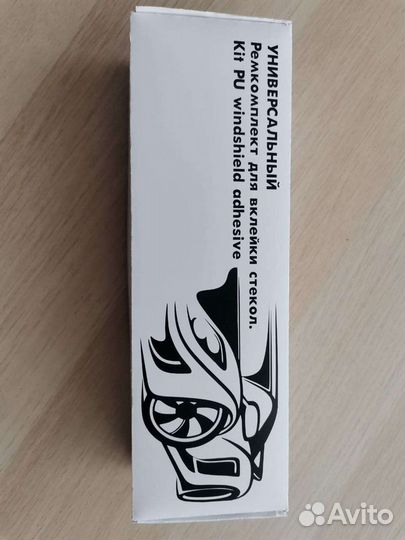 УНИВЕРСАЛЬНЫЙ
Ремкомплект для вклейки стекол.
Kit PU windshield adhesive
Avito